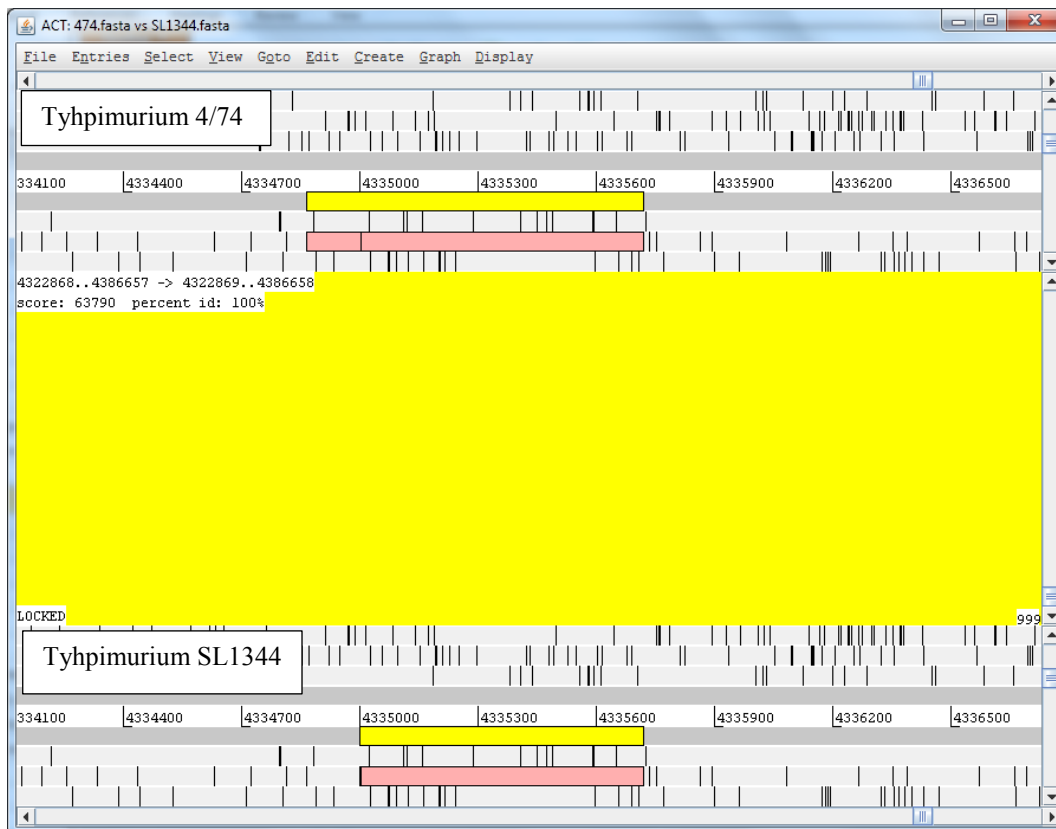 ACT: 474.fasta vs SL1344.fasta
File Entries Select View Goto Edit Create Graph Display
Tyhpimurium 4/74
334100 4334400 4334700 4335000 4335300 4335600 4335900 4336200 4336500
4322868..4386657 -> 4322869..4386658
score: 63790 percent id: 100%
LOCKED 999
Tyhpimurium SL1344
334100 4334400 4334700 4335000 4335300 4335600 4335900 4336200 4336500